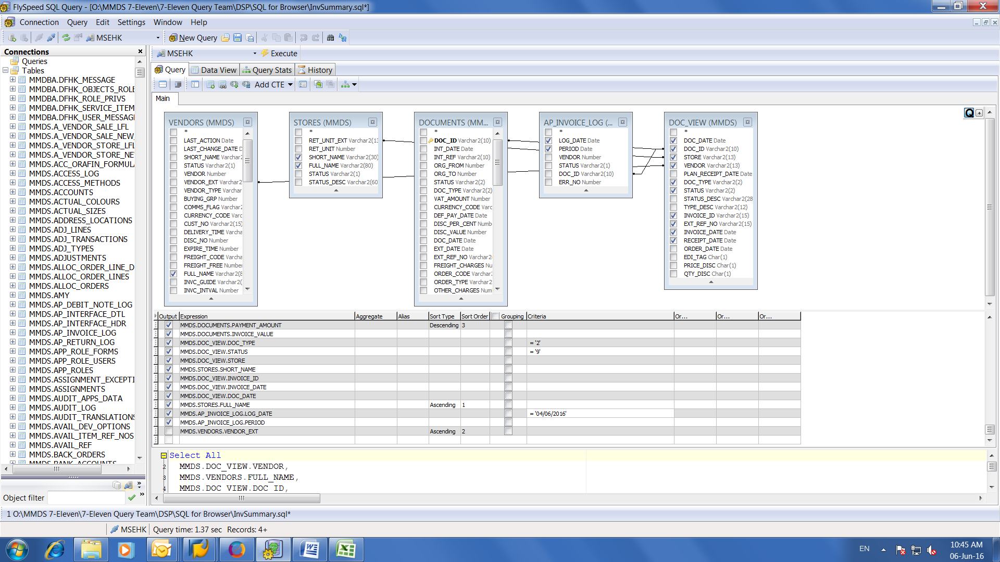 FlySpeed SQL Query - [O:\MMDS 7-Eleven\7-Eleven Query Team\DSP\SQL for Browser\InvSummary.sql*]
Connection Query Edit Settings Window Help
MSEHK New Query
Connections
Queries
Tables
MMDBA.DFHK_MESSAGE
MMDBA.DFHK_OBJECTS_ROLE
MMDBA.DFHK_ROLE_PRIVS
MMDBA.DFHK_SERVICE_ITEM
MMDBA.DFHK_USER_MESSAG
MMDS.A_VENDOR_SALE_LFL
MMDS.A_VENDOR_SALE_NEW
MMDS.A_VENDOR_STORE_LFL
MMDS.A_VENDOR_STORE_NE
MMDS.ACC_ORAFIN_FORMULA
MMDS.ACCESS_LOG
MMDS.ACCESS_METHODS
MMDS.ACCOUNTS
MMDS.ACTUAL_COLOURS
MMDS.ACTUAL_SIZES
MMDS.ADDRESS_LOCATIONS
MMDS.ADJ_LINES
MMDS.ADJ_TRANSACTIONS
MMDS.ADJ_TYPES
MMDS.ADJUSTMENTS
MMDS.ALLOC_ORDER_LINE_D
MMDS.ALLOC_ORDER_LINES
MMDS.ALLOC_ORDERS
MMDS.AMY
MMDS.AP_DEBIT_NOTE_LOG
MMDS.AP_INTERFACE_DTL
MMDS.AP_INTERFACE_HDR
MMDS.AP_INVOICE_LOG
MMDS.AP_RETURN_LOG
MMDS.APP_ROLE_FORMS
MMDS.APP_ROLE_USERS
MMDS.APP_ROLES
MMDS.ASSIGNMENT_EXCEPTI
MMDS.ASSIGNMENTS
MMDS.AUDIT_APPS_DATA
MMDS.AUDIT_LOG
MMDS.AUDIT_TRANSLATIONS
MMDS.AVAIL_DEV_OPTIONS
MMDS.AVAIL_ITEM_REF_NOS
MMDS.AVAIL_REF
MMDS.BACK_ORDERS
MMDS.BANK_ACCOUNTS
Object filter
MSEHK Execute
Query Data View Query Stats History
Add CTE
Main
Q
VENDORS (MMDS)
*
LAST_ACTION Date
LAST_CHANGE_DATE D
SHORT_NAME Varchar2
STATUS Varchar2(1)
VENDOR Number
VENDOR_EXT Varchar2
VENDOR_TYPE Varchar
BUYING_GRP Number
COMMS_FLAG Varchar2
CURRENCY_CODE Varc
CUST_NO Varchar2(15)
DELIVERY_TIME Varcha
DISC_NO Number
EXPIRE_TIME Number
FREIGHT_CODE Varcha
FREIGHT_FREE Number
FULL_NAME Varchar2(8
INVC_GUIDE Varchar2(
INVC_INTVAL Number
STORES (MMDS)
*
RET_UNIT_EXT Varchar2(13
RET_UNIT Number
SHORT_NAME Varchar2(30)
FULL_NAME Varchar2(80)
STATUS Varchar2(1)
STATUS_DESC Varchar2(60
DOCUMENTS (MM...
*
DOC_ID Varchar2(10)
INT_DATE Date
INT_REF Varchar2(10)
ORG_FROM Number
ORG_TO Number
STATUS Varchar2(2)
DOC_TYPE Varchar2(2)
VAT_AMOUNT Number
CURRENCY_CODE Varc
DEF_PAY_DATE Date
DISC_PER_CENT Numb
DISC_VALUE Number
DOC_DATE Date
EXT_DATE Date
EXT_REF_NO Varchar2(
FREIGHT_CHARGES Nu
ORDER_CODE Varchar2
ORDER_TYPE Varchar2
OTHER_CHARGES Num
AP_INVOICE_LOG (...
*
LOG_DATE Date
PERIOD Date
VENDOR Number
STATUS Varchar2(1)
DOC_ID Varchar2(10)
ERR_NO Number
DOC_VIEW (MMDS)
*
DOC_DATE Date
DOC_ID Varchar2(10)
STORE Varchar2(13)
VENDOR Varchar2(13)
PLAN_RECEIPT_DATE Date
DOC_TYPE Varchar2(2)
STATUS Varchar2(2)
STATUS_DESC Varchar2(28
TYPE_DESC Varchar2(12)
INVOICE_ID Varchar2(15)
EXT_REF_NO Varchar2(15)
INVOICE_DATE Date
RECEIPT_DATE Date
ORDER_DATE Date
EDI_TAG Char(1)
PRICE_DISC Char(1)
QTY_DISC Char(1)
Output Expression Aggregate Alias Sort Type Sort Order Grouping Criteria Or... Or... Or...
MMDS.DOCUMENTS.PAYMENT_AMOUNT Descending 3
MMDS.DOCUMENTS.INVOICE_VALUE
MMDS.DOC_VIEW.DOC_TYPE = '2'
MMDS.DOC_VIEW.STATUS = '9'
MMDS.DOC_VIEW.STORE
MMDS.STORES.SHORT_NAME
MMDS.DOC_VIEW.INVOICE_ID
MMDS.DOC_VIEW.INVOICE_DATE
MMDS.DOC_VIEW.DOC_DATE
MMDS.STORES.FULL_NAME Ascending 1
MMDS.AP_INVOICE_LOG.LOG_DATE = '04/06/2016'
MMDS.AP_INVOICE_LOG.PERIOD
MMDS.VENDORS.VENDOR_EXT Ascending 2
Select All
2 MMDS.DOC_VIEW.VENDOR,
3 MMDS.VENDORS.FULL_NAME,
4 MMDS.DOC_VIEW.DOC_ID,
1 O:\MMDS 7-Eleven\7-Eleven Query Team\DSP\SQL for Browser\InvSummary.sql*
MSEHK Query time: 1.37 sec Records: 4+
EN
10:45 AM
06-Jun-16